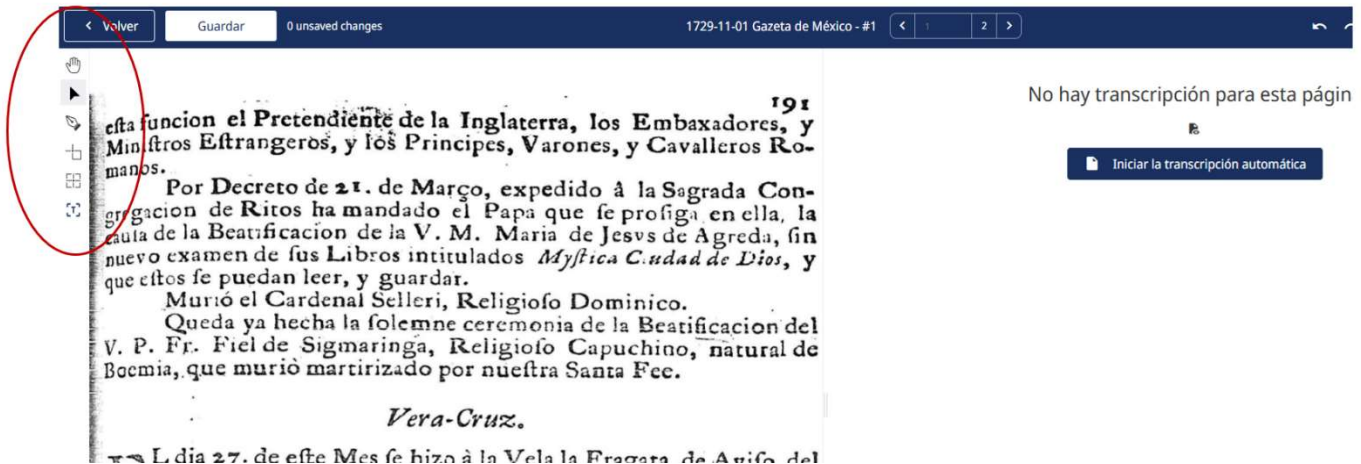 Volver
Guardar
0 unsaved changes
1729-11-01 Gazeta de México - #1
1
2
191
eſta funcion el Pretendiente de la Inglaterra, los Embaxadores, y
Miniſtros Eſtrangeros, y los Principes, Varones, y Cavalleros Ro-
manos.
Por Decreto de 21. de Março, expedido â la Sagrada Con-
gregacion de Ritos ha mandado el Papa que ſe proſiga en ella, la
cauſa de la Beatificacion de la V. M. Maria de Jesvs de Agreda, ſin
nuevo examen de ſus Libros intitulados Myſtica Ciudad de Dios, y
que eſtos ſe puedan leer, y guardar.
Murió el Cardenal Selleri, Religioſo Dominico.
Queda ya hecha la ſolemne ceremonia de la Beatificacion del
V. P. Fr. Fiel de Sigmaringa, Religioſo Capuchino, natural de
Boemia, que murió martirizado por nueſtra Santa Fee.
Vera-Cruz.
L dia 27. de eſte Mes ſe hizo à la Vela la Fragata de Aviſo, del
No hay transcripción para esta págin
Iniciar la transcripción automática